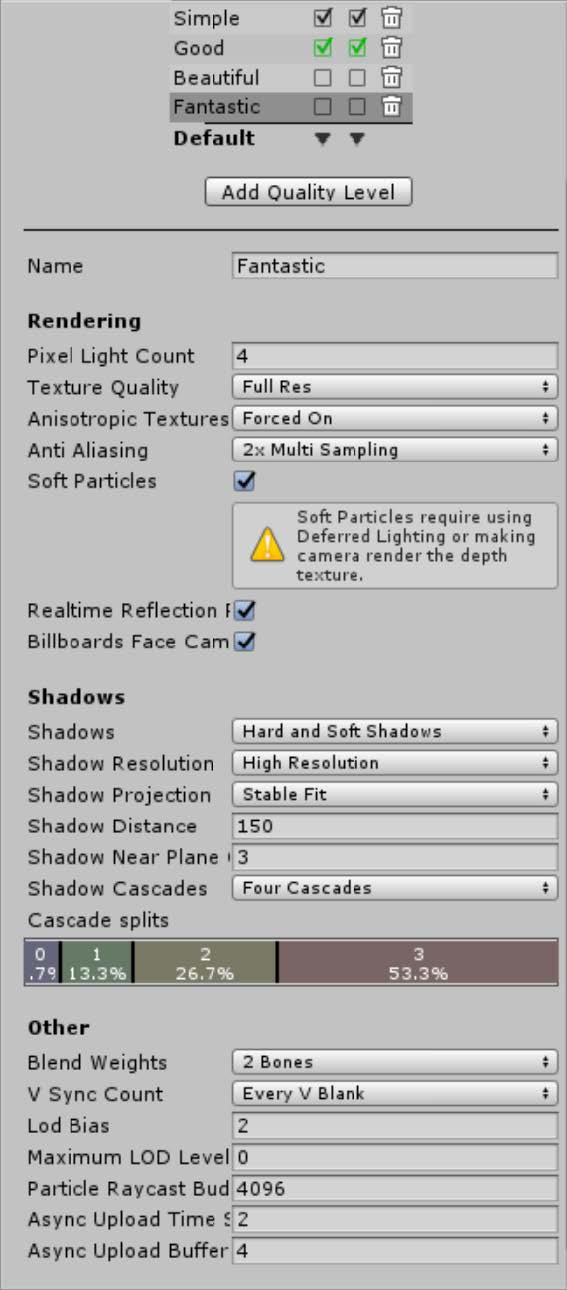 Simple
Good
Beautiful
Fantastic
Default
Add Quality Level
Name Fantastic
Rendering
Pixel Light Count 4
Texture Quality Full Res
Anisotropic Textures Forced On
Anti Aliasing 2x Multi Sampling
Soft Particles
Soft Particles require using
Deferred Lighting or making
camera render the depth
texture.
Realtime Reflection
Billboards Face Cam
Shadows
Shadows Hard and Soft Shadows
Shadow Resolution High Resolution
Shadow Projection Stable Fit
Shadow Distance 150
Shadow Near Plane 3
Shadow Cascades Four Cascades
Cascade splits
0 1 2 3
.79 13.3% 26.7% 53.3%
Other
Blend Weights 2 Bones
V Sync Count Every V Blank
Lod Bias 2
Maximum LOD Level 0
Particle Raycast Bud 4096
Async Upload Time S 2
Async Upload Buffer 4